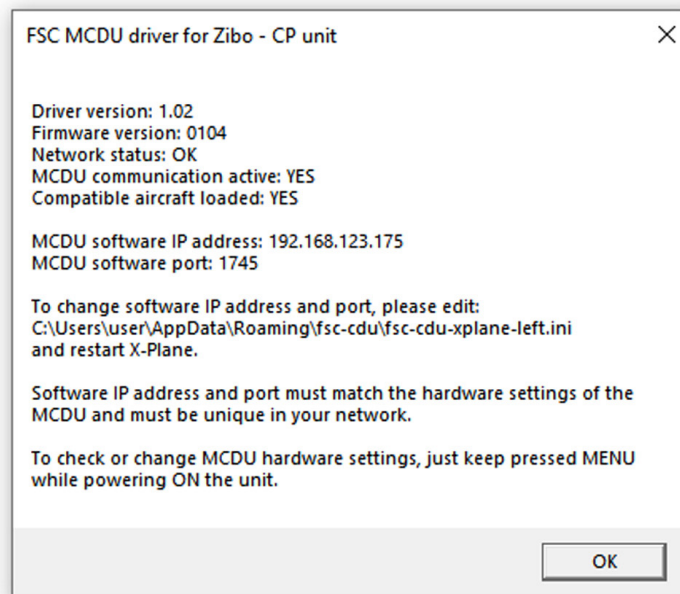 FSC MCDU driver for Zibo - CP unit
Driver version: 1.02
Firmware version: 0104
Network status: OK
MCDU communication active: YES
Compatible aircraft loaded: YES
MCDU software IP address: 192.168.123.175
MCDU software port: 1745
To change software IP address and port, please edit:
C:\Users\user\AppData\Roaming\fsc-cdu\fsc-cdu-xplane-left.ini
and restart X-Plane.
Software IP address and port must match the hardware settings of the
MCDU and must be unique in your network.
To check or change MCDU hardware settings, just keep pressed MENU
while powering ON the unit.
OK